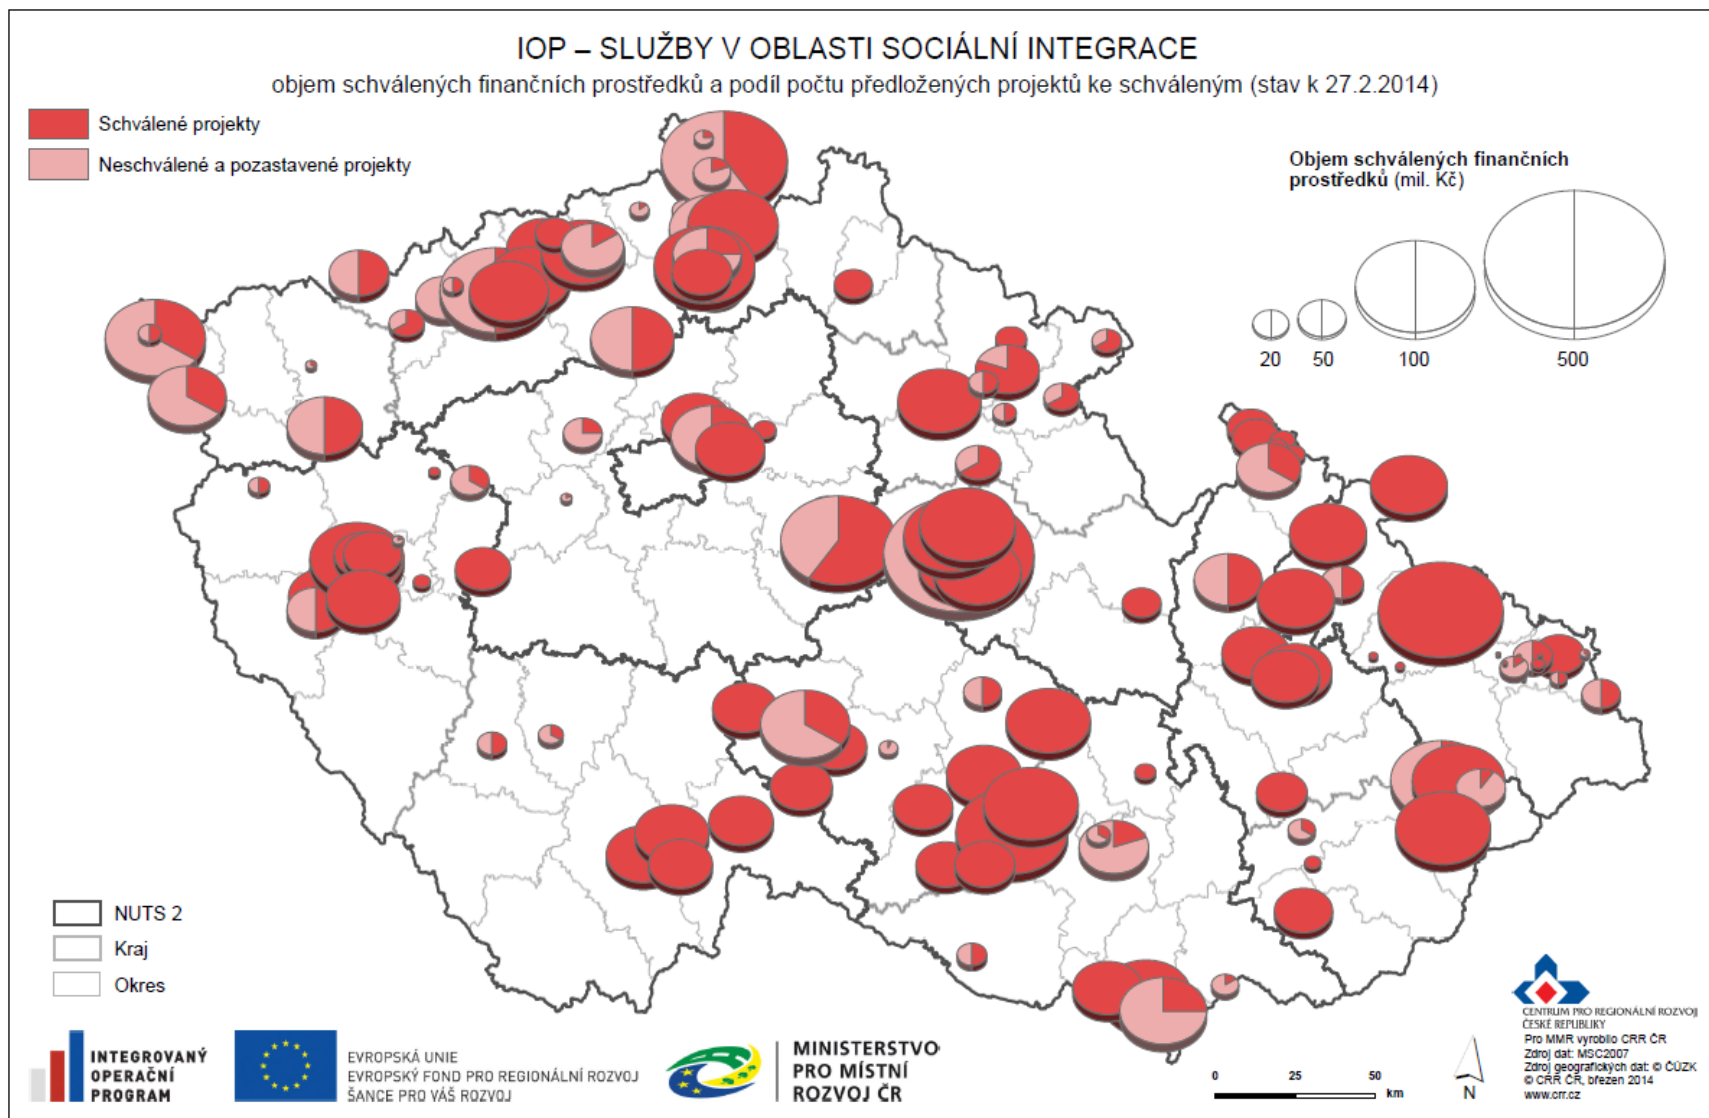 IOP – SLUŽBY V OBLASTI SOCIÁLNÍ INTEGRACE
objem schválených finančních prostředků a podíl počtu předložených projektů ke schváleným (stav k 27.2.2014)
Schválené projekty
Neschválené a pozastavené projekty
Objem schválených finančních
prostředků (mil. Kč)
20 50 100 500
NUTS 2
Kraj
Okres
INTEGROVANÝ
OPERAČNÍ
PROGRAM
EVROPSKÁ UNIE
EVROPSKÝ FOND PRO REGIONÁLNÍ ROZVOJ
ŠANCE PRO VÁŠ ROZVOJ
MINISTERSTVO
PRO MÍSTNÍ
ROZVOJ ČR
0 25 50
km
N
CENTRUM PRO REGIONÁLNÍ ROZVOJ
ČESKÉ REPUBLIKY
Pro MMR vyrobilo CRR ČR
Zdroj dat: MSC2007
Zdroj geografických dat: © ČÚZK
© CRR ČR, březen 2014
www.crr.cz